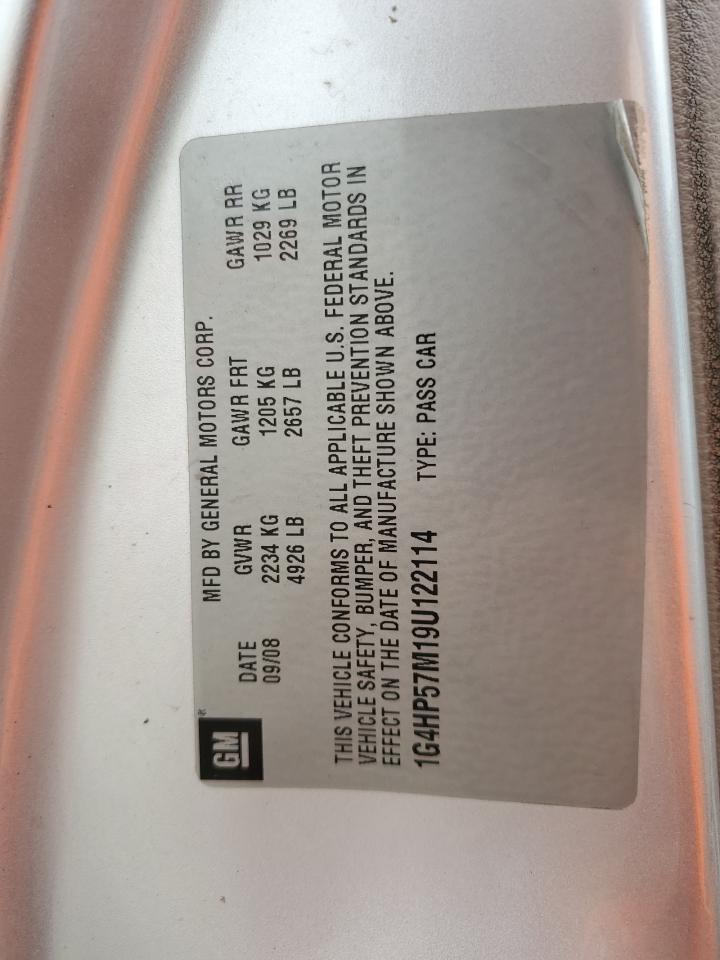 GM
MFD BY GENERAL MOTORS CORP.
DATE GVWR GAWR FRT GAWR RR
09/08 2234 KG 1205 KG 1029 KG
4926 LB 2657 LB 2269 LB
THIS VEHICLE CONFORMS TO ALL APPLICABLE U.S. FEDERAL MOTOR
VEHICLE SAFETY, BUMPER, AND THEFT PREVENTION STANDARDS IN
EFFECT ON THE DATE OF MANUFACTURE SHOWN ABOVE.
1G4HP57M19U122114 TYPE: PASS CAR